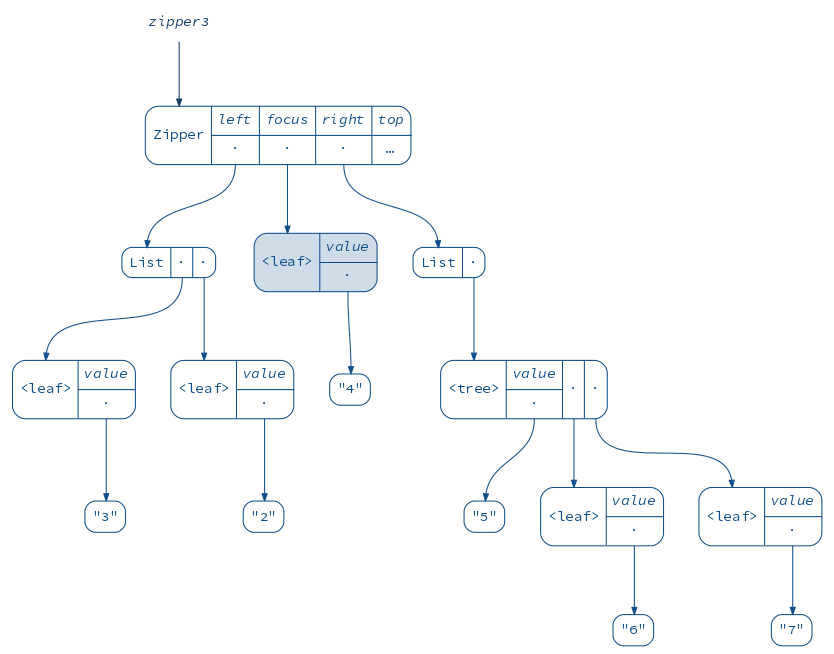 zipper3
Zipper left focus right top
. . . …
List . .
<leaf> value .
List .
<leaf> value .
<leaf> value .
"4"
<tree> value . . .
"3"
"2"
"5"
<leaf> value .
<leaf> value .
"6"
"7"